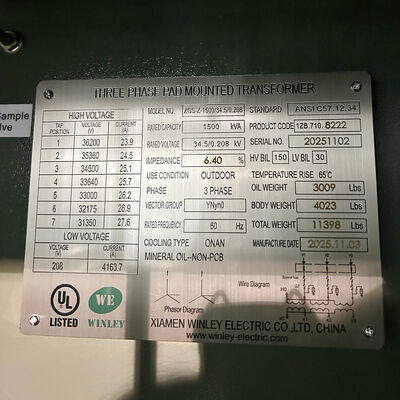 Sample
lve
THREE PHASE PAD MOUNTED TRANSFORMER
HIGH VOLTAGE
TAP POSITION VOLTAGE (V) CURRENT (A)
1 36200 23.9
2 35360 24.5
3 34500 25.1
4 33640 25.7
5 33000 26.2
6 32175 26.9
7 31350 27.6
LOW VOLTAGE
VOLTAGE (V) CURRENT (A)
208 4163.7
MODEL NO. ZGS-Z-1500/34.5/0.208 STANDARD ANSI C57.12.34
RATED CAPACITY 1500 kVA PRODUCT CODE 1ZB.710.8222
RATED VOLTAGE 34.5/0.208 kV SERIAL NO. 20251102
IMPEDANCE 6.40 % HV BIL 150 LV BIL 30
USE CONDITION OUTDOOR TEMPERATURE RISE 65℃
PHASE 3 PHASE OIL WEIGHT 3009 Lbs
VECTOR GROUP YNyn0 BODY WEIGHT 4023 Lbs
RATED FREQUENCY 60 Hz TOTAL WEIGHT 11398 Lbs
COOLING TYPE ONAN MANUFACTURE DATE 2025.11.03
MINERAL OIL--NON-PCB
Phasor Diagram Wire Diagram
UL
LISTED
WE
WINLEY
XIAMEN WINLEY ELECTRIC CO.,LTD, CHINA
www.winley-electric.com